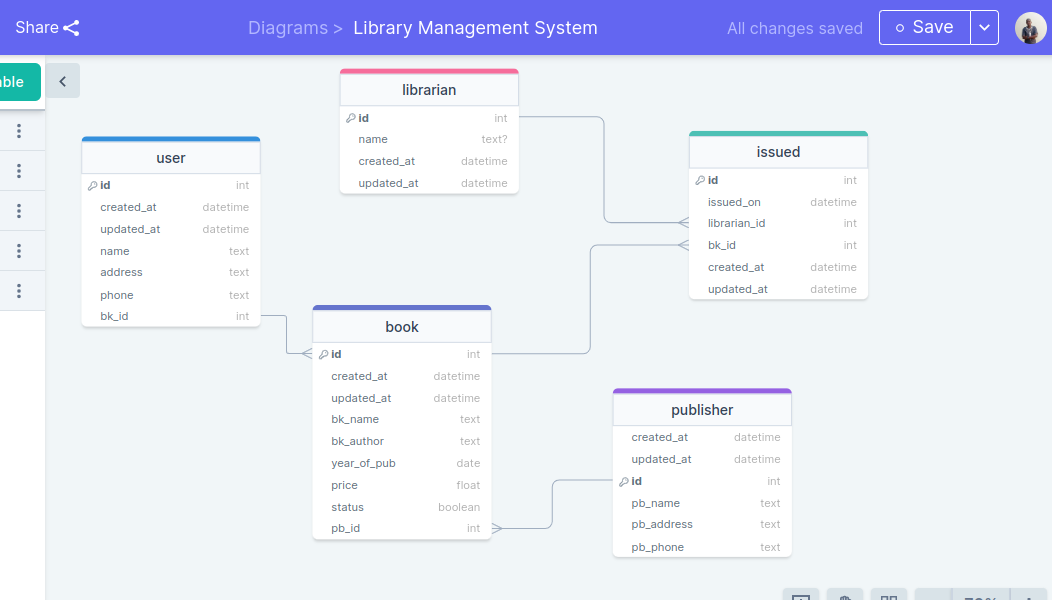 Share
Diagrams > Library Management System
All changes saved
Save
librarian
id int
name text?
created_at datetime
updated_at datetime
user
id int
created_at datetime
updated_at datetime
name text
address text
phone text
bk_id int
issued
id int
issued_on datetime
librarian_id int
bk_id int
created_at datetime
updated_at datetime
book
id int
created_at datetime
updated_at datetime
bk_name text
bk_author text
year_of_pub date
price float
status boolean
pb_id int
publisher
created_at datetime
updated_at datetime
id int
pb_name text
pb_address text
pb_phone text